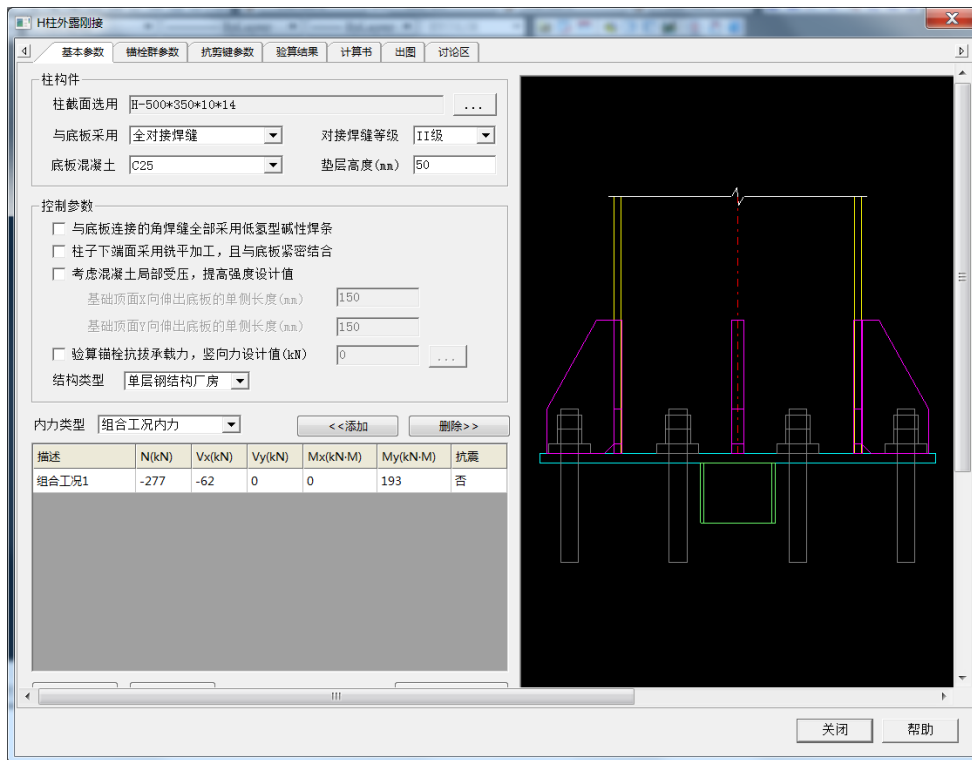 H柱外露刚接
基本参数 锚栓群参数 抗剪键参数 验算结果 计算书 出图 讨论区
柱构件
柱截面选用 H-500*350*10*14 ...
与底板采用 全对接焊缝 对接焊缝等级 II级
底板混凝土 C25 垫层高度(mm) 50
控制参数
与底板连接的角焊缝全部采用低氢型碱性焊条
柱子下端面采用铣平加工，且与底板紧密结合
考虑混凝土局部受压，提高强度设计值
基础顶面X向伸出底板的单侧长度(mm) 150
基础顶面Y向伸出底板的单侧长度(mm) 150
验算锚栓抗拔承载力，竖向力设计值(kN) 0 ...
结构类型 单层钢结构厂房
内力类型 组合工况内力 <<添加 删除>>
描述 N(kN) Vx(kN) Vy(kN) Mx(kN·M) My(kN·M) 抗震
组合工况1 -277 -62 0 0 193 否
关闭 帮助